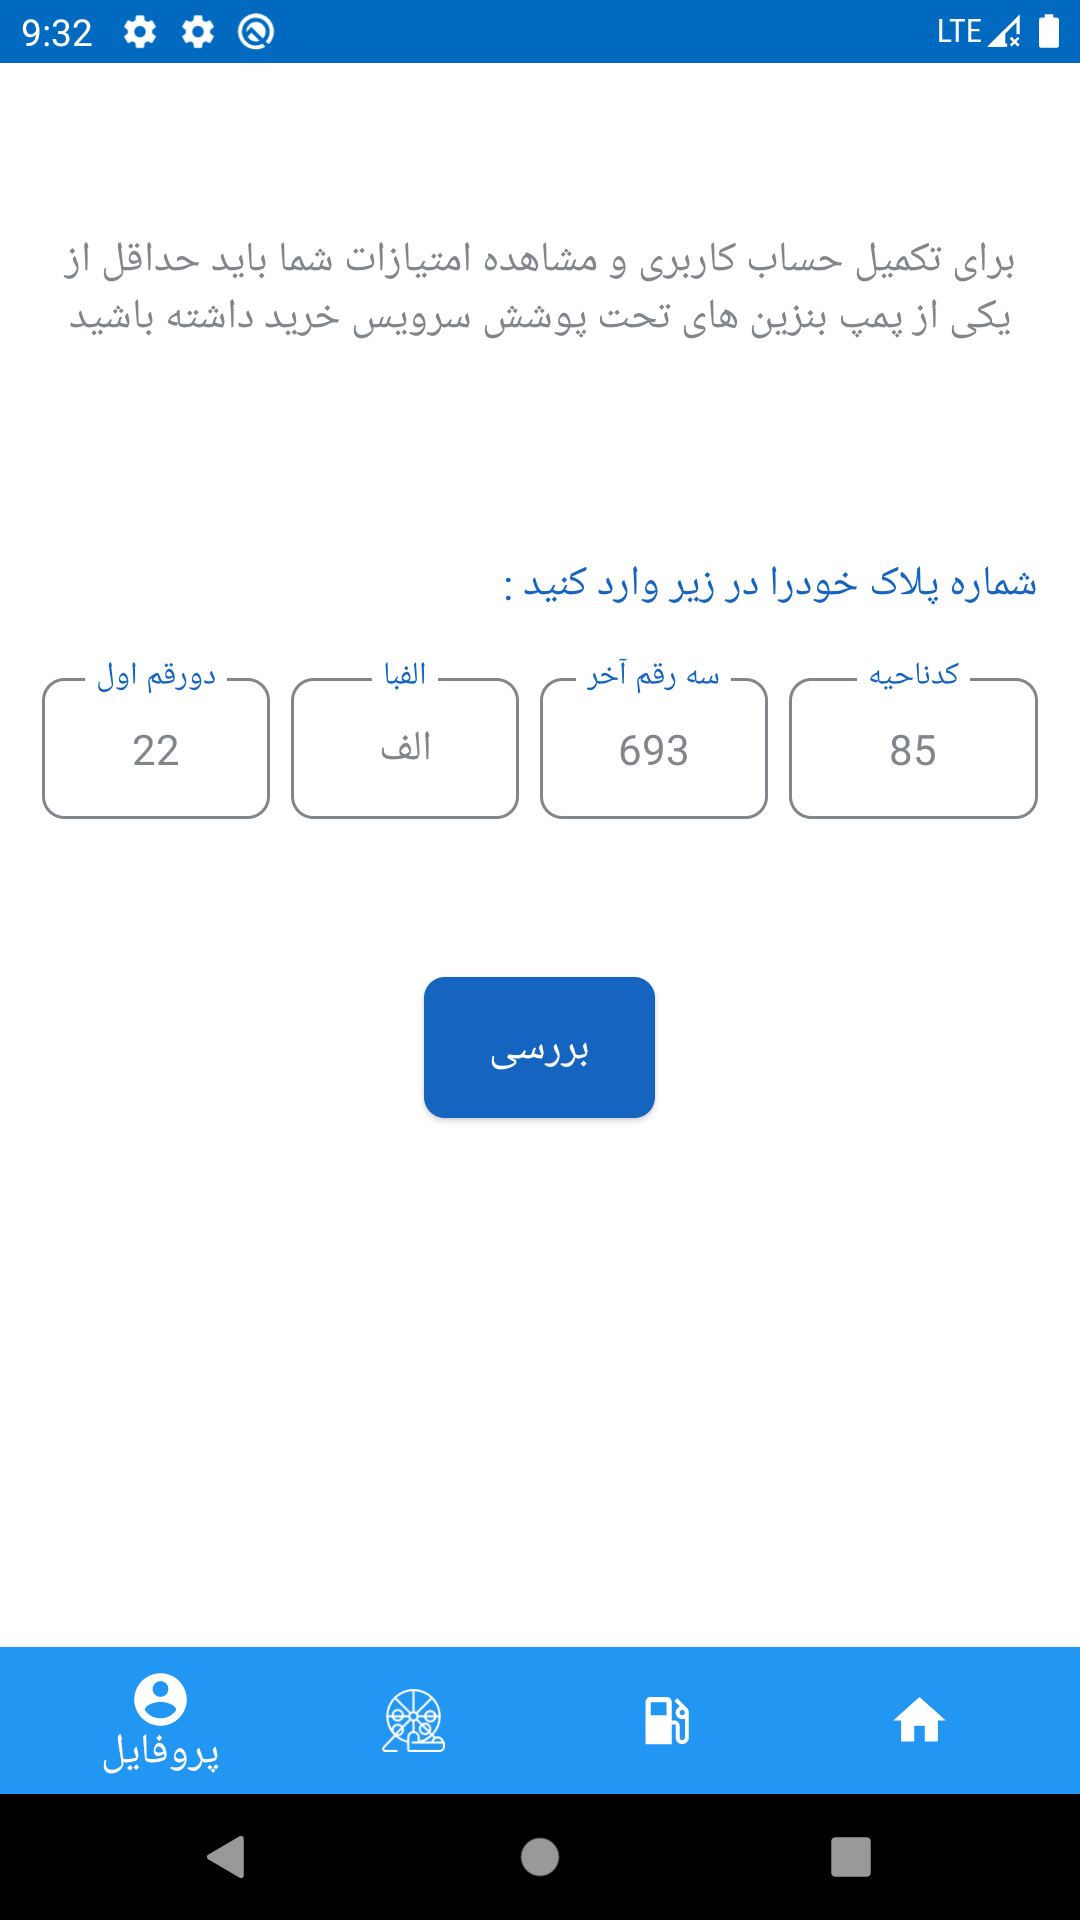 9:32
LTE
برای تکمیل حساب کاربری و مشاهده امتیازات شما باید حداقل از
یکی از پمپ بنزین های تحت پوشش سرویس خرید داشته باشید
شماره پلاک خودرا در زیر وارد کنید :
کدناحیه
سه رقم آخر
الفبا
دورقم اول
85
693
الف
22
بررسی
پروفایل